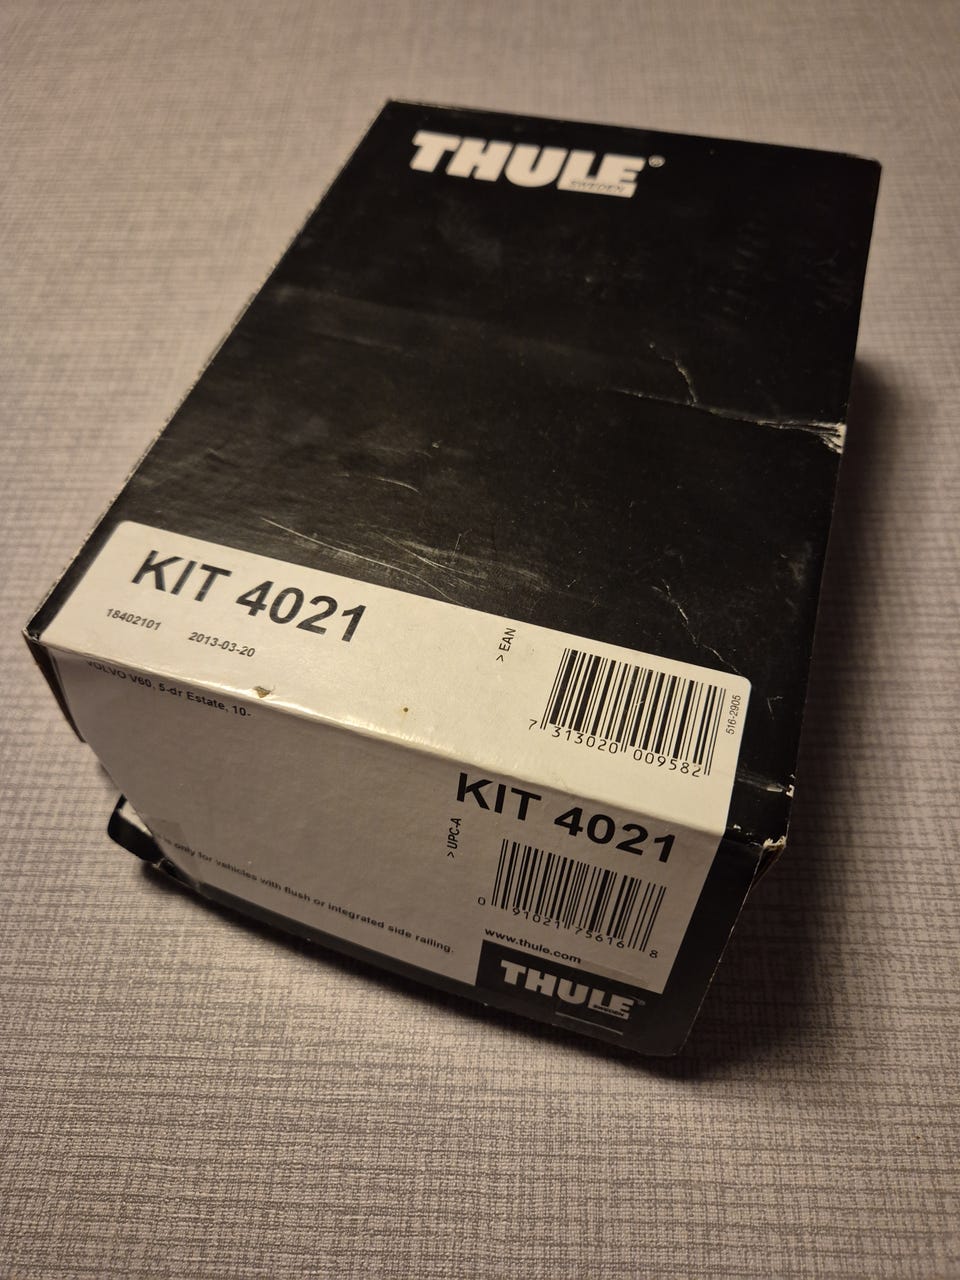 THULE®
SWEDEN
KIT 4021
18402101 2013-03-20
> EAN
7 313020 009582
516-2905
VOLVO V60, 5-dr Estate, 10-
KIT 4021
> UPC-A
0 91021 75616 8
is only for vehicles with flush or integrated side railing.
www.thule.com
THULE™
SWEDEN